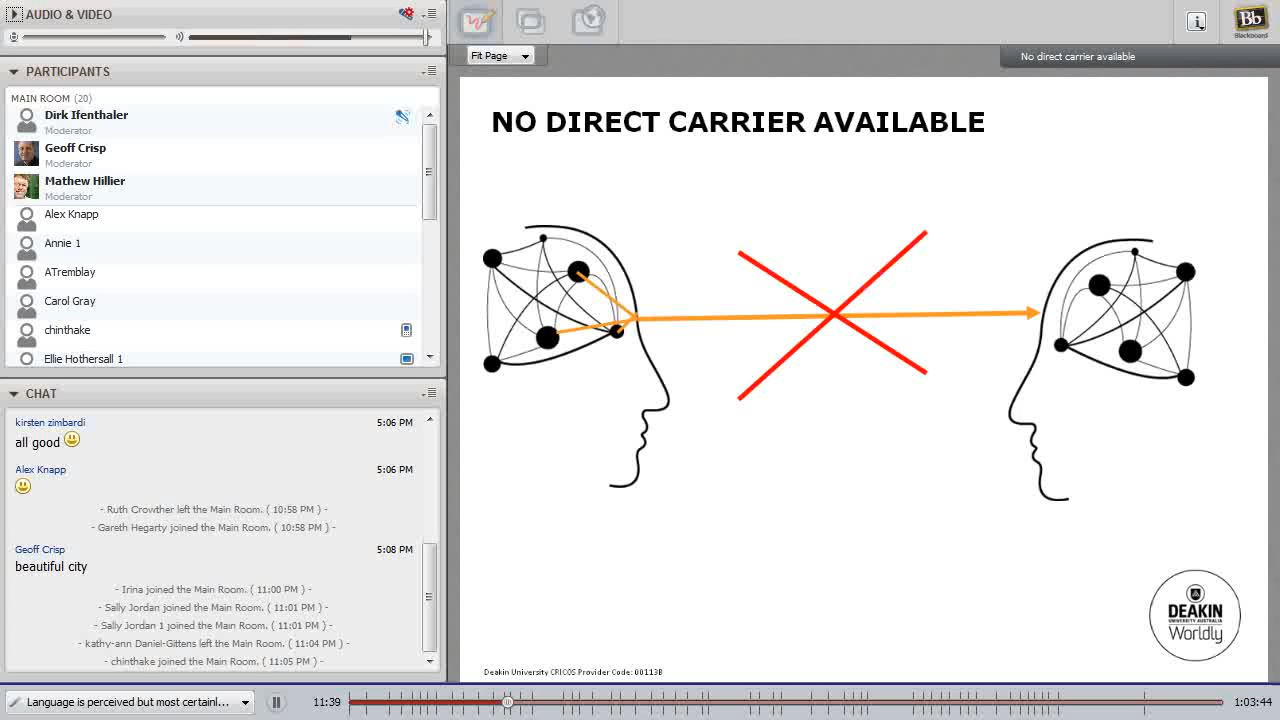 AUDIO & VIDEO
PARTICIPANTS
MAIN ROOM (20)
Dirk Ifenthaler
Moderator
Geoff Crisp
Moderator
Mathew Hillier
Moderator
Alex Knapp
Annie 1
ATremblay
Carol Gray
chinthake
Ellie Hothersall 1
CHAT
kirsten zimbardi 5:06 PM
all good
Alex Knapp 5:06 PM
- Ruth Crowther left the Main Room. ( 10:58 PM ) -
- Gareth Hegarty joined the Main Room. ( 10:58 PM ) -
Geoff Crisp 5:08 PM
beautiful city
- Irina joined the Main Room. ( 11:00 PM ) -
- Sally Jordan joined the Main Room. ( 11:01 PM ) -
- Sally Jordan 1 joined the Main Room. ( 11:01 PM ) -
- kathy-ann Daniel-Gittens left the Main Room. ( 11:04 PM ) -
- chinthake joined the Main Room. ( 11:05 PM ) -
Bb
Blackboard
Fit Page
No direct carrier available
NO DIRECT CARRIER AVAILABLE
DEAKIN
UNIVERSITY AUSTRALIA
Worldly
Deakin University CRICOS Provider Code: 00113B
Language is perceived but most certainl...
11:39
1:03:44